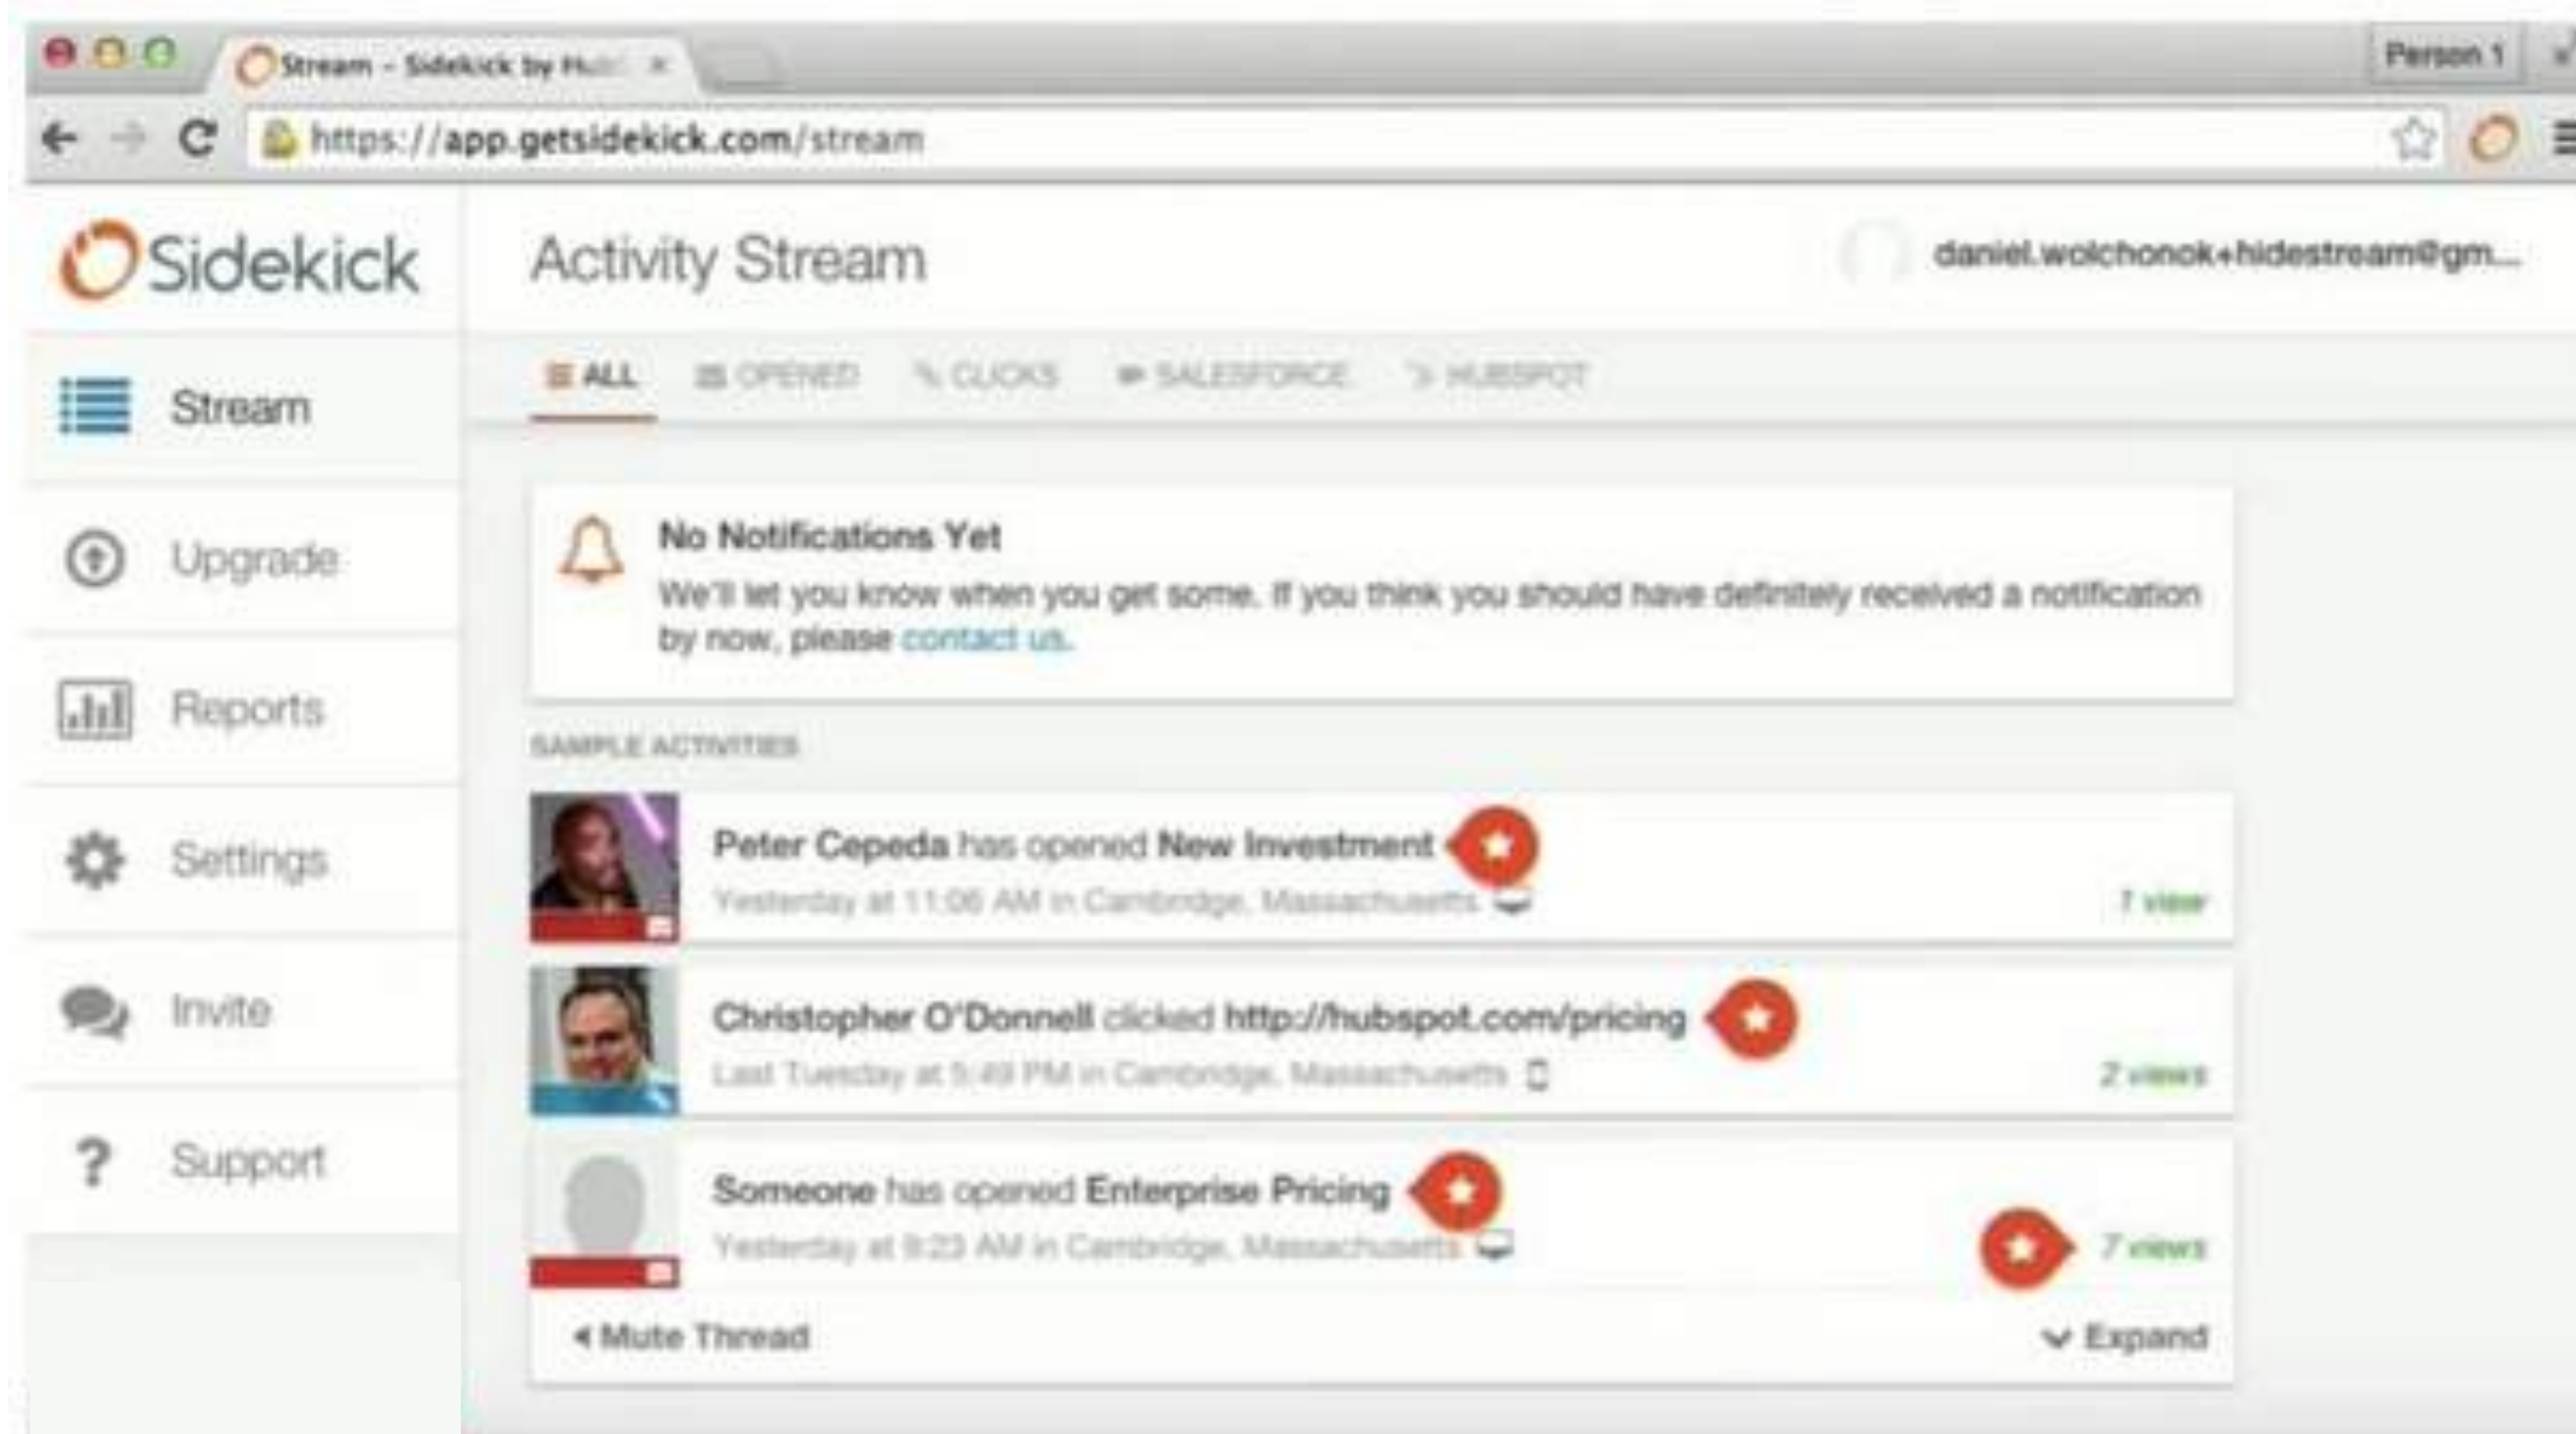 Stream - Sidekick by Hub
Person 1
https://app.getsidekick.com/stream
Sidekick
Activity Stream
daniel.wolchonok+hidestream@gm...
ALL OPENED CLICKS SALESFORCE HUBSPOT
Stream
Upgrade
Reports
Settings
Invite
Support
No Notifications Yet
We'll let you know when you get some. If you think you should have definitely received a notification
by now, please contact us.
SAMPLE ACTIVITIES
Peter Cepeda has opened New Investment
Yesterday at 11:06 AM in Cambridge, Massachusetts
1 view
Christopher O'Donnell clicked http://hubspot.com/pricing
Last Tuesday at 5:49 PM in Cambridge, Massachusetts
2 views
Someone has opened Enterprise Pricing
Yesterday at 9:23 AM in Cambridge, Massachusetts
7 views
Mute Thread
Expand